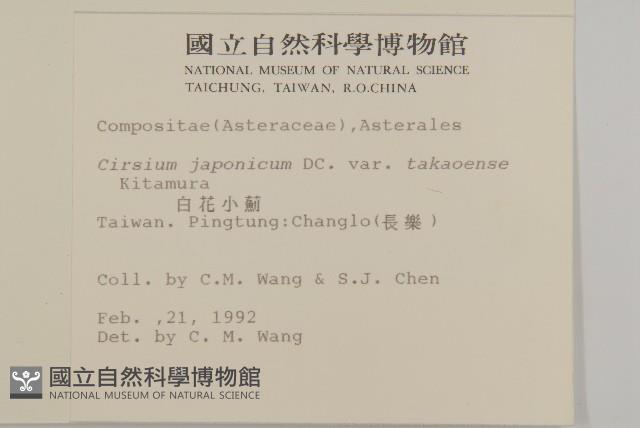 國立自然科學博物館
NATIONAL MUSEUM OF NATURAL SCIENCE
TAICHUNG, TAIWAN, R.O.CHINA
Compositae(Asteraceae),Asterales
Cirsium japonicum DC. var. takaoense
Kitamura
白花小薊
Taiwan. Pingtung:Changlo(長樂)
Coll. by C.M. Wang & S.J. Chen
Feb. ,21, 1992
Det. by C. M. Wang
國立自然科學博物館
NATIONAL MUSEUM OF NATURAL SCIENCE